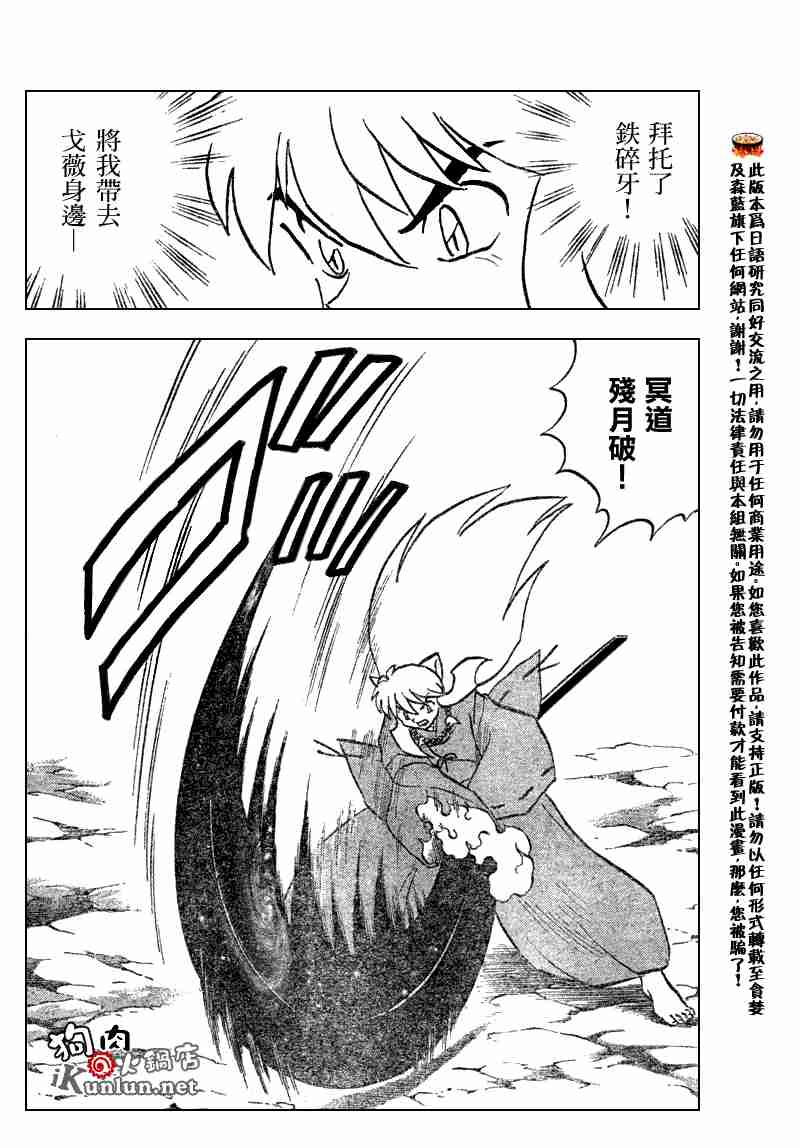 拜托了
鉄碎牙！
將我帶去
戈薇身邊—
冥道
殘月破！
此版本爲日語研究同好交流之用，請勿用于任何商業用途。如您喜歡此作品，請支持正版！請勿以任何形式轉載至貪婪
及森藍旗下任何網站，謝謝！一切法律責任與本組無關。如果您被告知需要付款才能看到此漫畫，那麽，您被騙了！
狗肉火鍋店
iKunlun.net